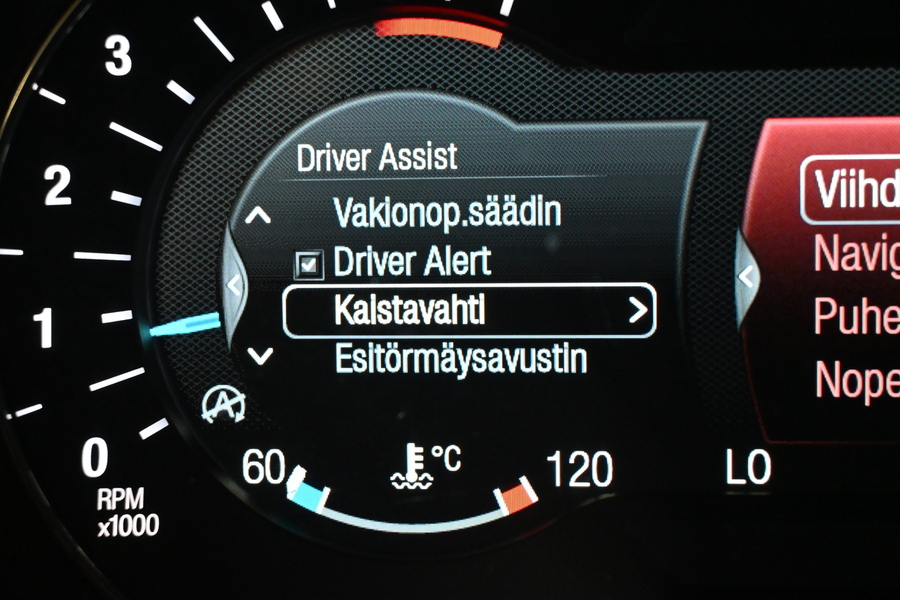 3
2
1
0
RPM
x1000
Driver Assist
Vakionop.säädin
Driver Alert
Kaistavahti
Esitörmäysavustin
A
60
°C
120
LO
Viihd
Navig
Puhe
Nope